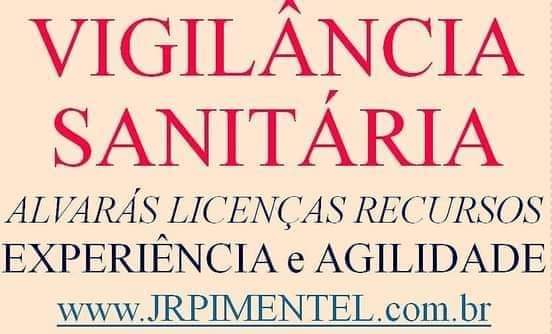 VIGILÂNCIA
SANITÁRIA
ALVARÁS LICENÇAS RECURSOS
EXPERIÊNCIA e AGILIDADE
www.JRPIMENTEL.com.br